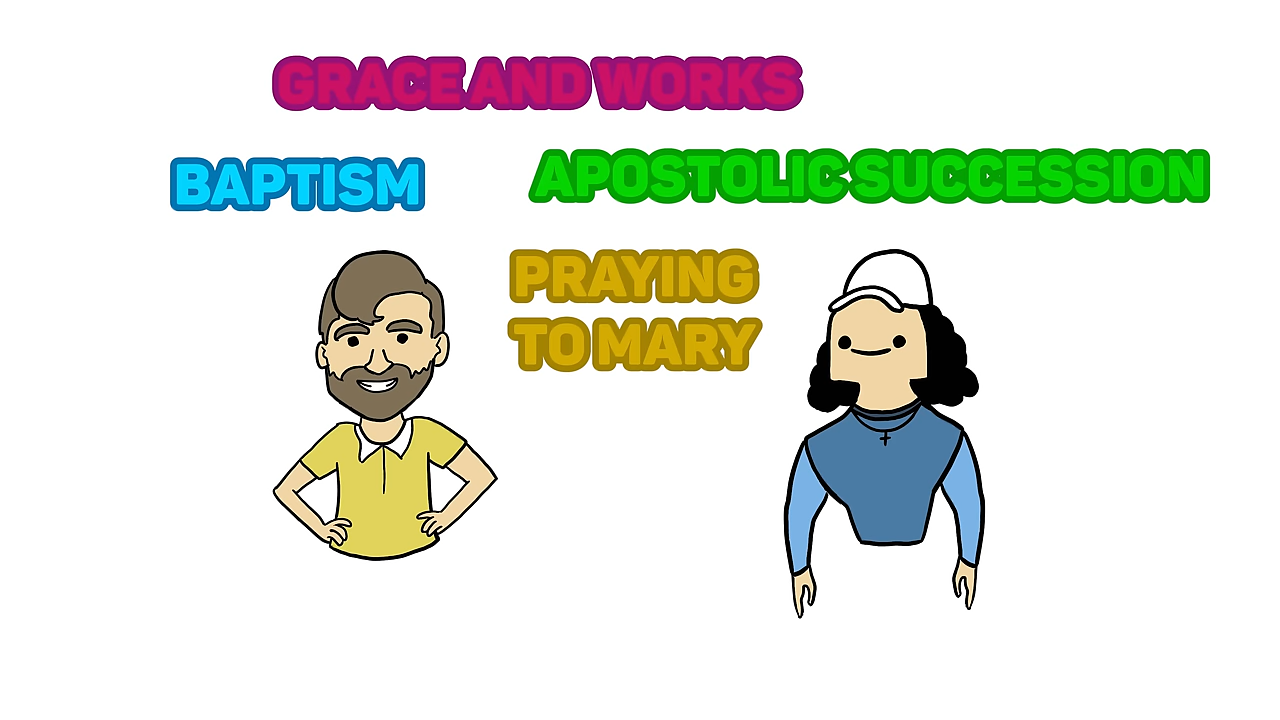 GRACE AND WORKS
BAPTISM
APOSTOLIC SUCCESSION
PRAYING
TO MARY